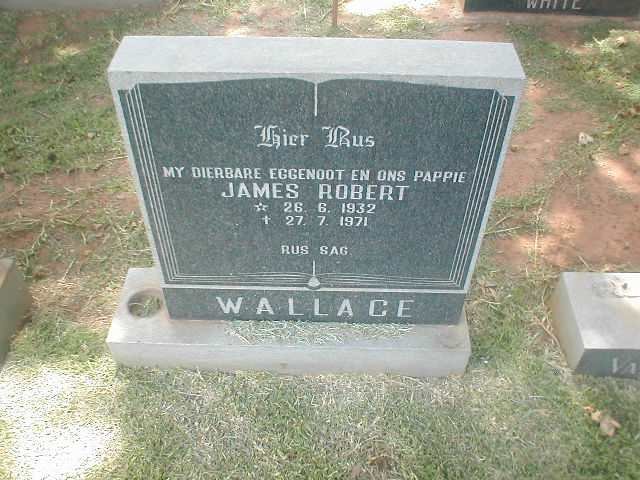 WHITE
Hier Rus
MY DIERBARE EGGENOOT EN ONS PAPPIE
JAMES ROBERT
☆ 26. 6. 1932
† 27. 7. 1971
RUS SAG
WALLACE